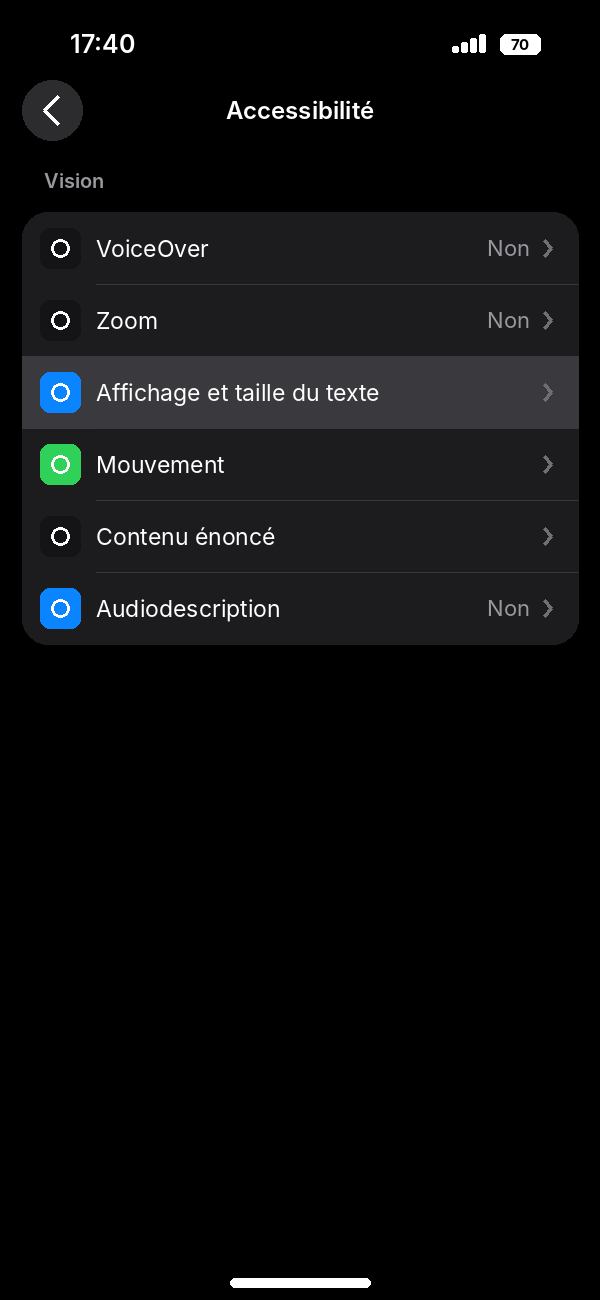 17:40
70
Accessibilité
Vision
VoiceOver Non
Zoom Non
Affichage et taille du texte
Mouvement
Contenu énoncé
Audiodescription Non